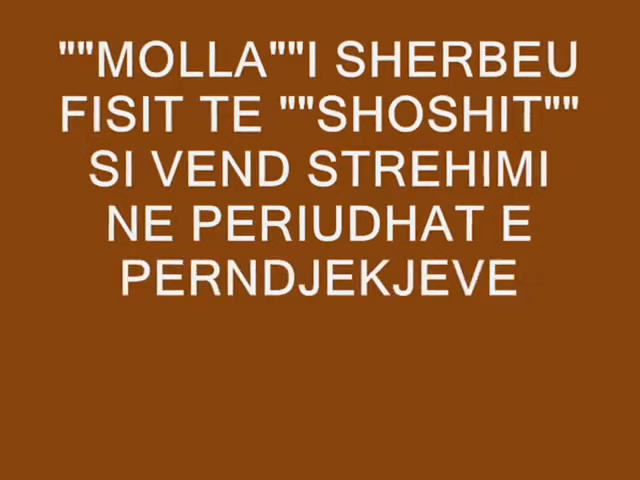 ""MOLLA""I SHERBEU
FISIT TE ""SHOSHIT""
SI VEND STREHIMI
NE PERIUDHAT E
PERNDJEKJEVE